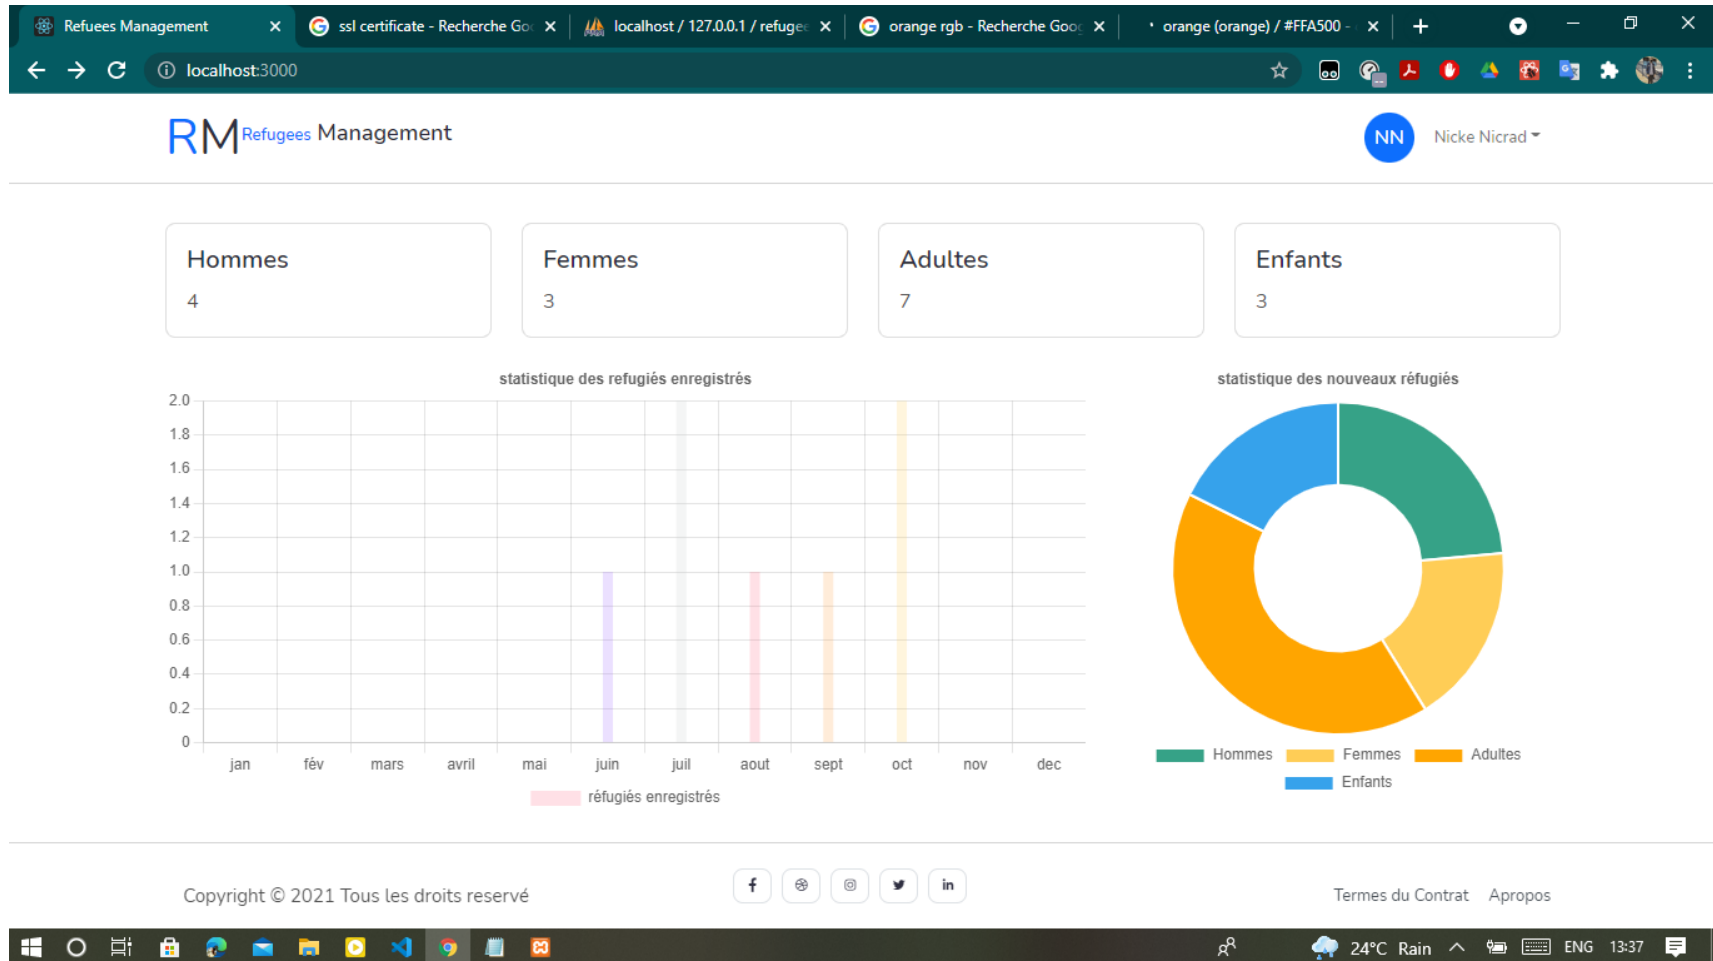 Refuees Management
ssl certificate - Recherche Goo
localhost / 127.0.0.1 / refugee
orange rgb - Recherche Goog
orange (orange) / #FFA500 -
localhost:3000
RM Refugees Management
NN Nicke Nicrad
Hommes
4
Femmes
3
Adultes
7
Enfants
3
statistique des refugiés enregistrés
2.0
1.8
1.6
1.4
1.2
1.0
0.8
0.6
0.4
0.2
0
jan fév mars avril mai juin juil aout sept oct nov dec
réfugiés enregistrés
statistique des nouveaux réfugiés
Hommes Femmes Adultes
Enfants
Copyright © 2021 Tous les droits reservé
Termes du Contrat Apropos
24°C Rain ENG 13:37